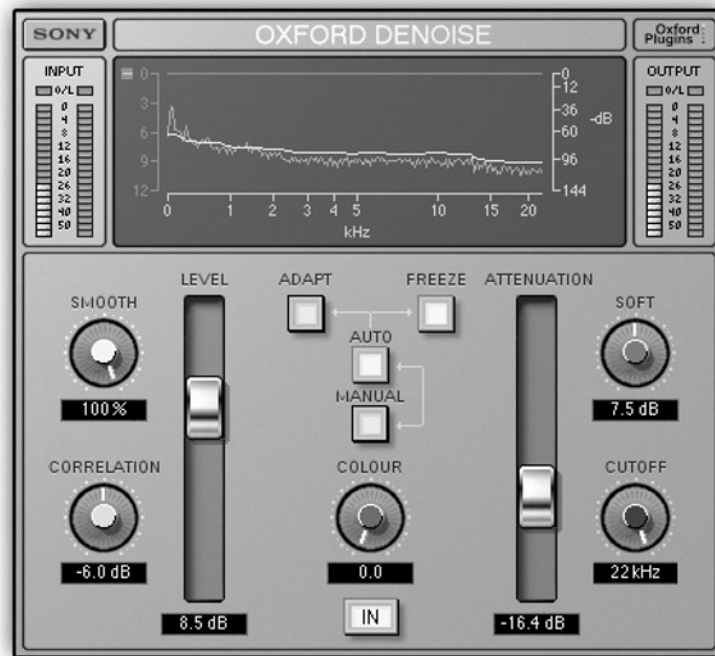 SONY
OXFORD DENOISE
Oxford
Plugins
INPUT
O/L
0
4
8
12
16
20
26
32
40
50
0
3
6
9
12
0
12
36
60
96
144
-dB
0 1 2 3 4 5 10 15 20
kHz
OUTPUT
O/L
0
4
8
12
16
20
26
32
40
50
LEVEL
ADAPT
FREEZE
ATTENUATION
SMOOTH
SOFT
AUTO
MANUAL
100%
7.5 dB
CORRELATION
COLOUR
CUTOFF
-6.0 dB
0.0
22kHz
8.5 dB
IN
-16.4 dB